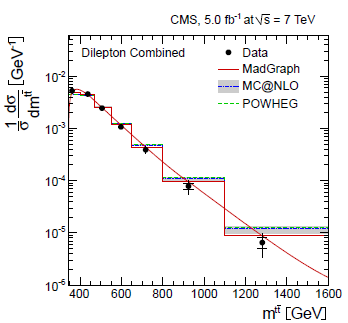 CMS, 5.0 fb⁻¹ at √s = 7 TeV
Dilepton Combined
Data
MadGraph
MC@NLO
POWHEG
1/σ dσ/dm^tt̄ [GeV⁻¹]
10⁻²
10⁻³
10⁻⁴
10⁻⁵
10⁻⁶
400 600 800 1000 1200 1400 1600
m^tt̄ [GeV]